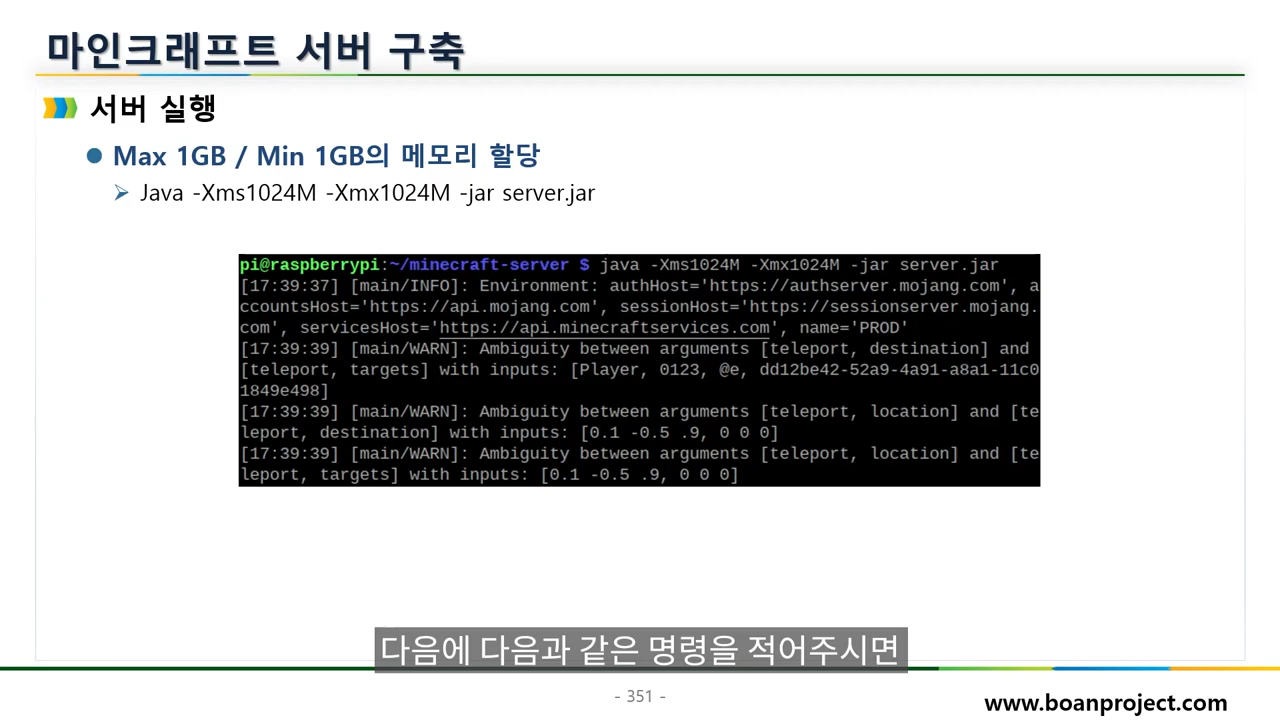 마인크래프트 서버 구축
서버 실행
Max 1GB / Min 1GB의 메모리 할당
Java -Xms1024M -Xmx1024M -jar server.jar
pi@raspberrypi:~/minecraft-server $ java -Xms1024M -Xmx1024M -jar server.jar
[17:39:37] [main/INFO]: Environment: authHost='https://authserver.mojang.com', a
ccountsHost='https://api.mojang.com', sessionHost='https://sessionserver.mojang.
com', servicesHost='https://api.minecraftservices.com', name='PROD'
[17:39:39] [main/WARN]: Ambiguity between arguments [teleport, destination] and
[teleport, targets] with inputs: [Player, 0123, @e, dd12be42-52a9-4a91-a8a1-11c0
1849e498]
[17:39:39] [main/WARN]: Ambiguity between arguments [teleport, location] and [te
leport, destination] with inputs: [0.1 -0.5 .9, 0 0 0]
[17:39:39] [main/WARN]: Ambiguity between arguments [teleport, location] and [te
leport, targets] with inputs: [0.1 -0.5 .9, 0 0 0]
다음에 다음과 같은 명령을 적어주시면
- 351 -
www.boanproject.com